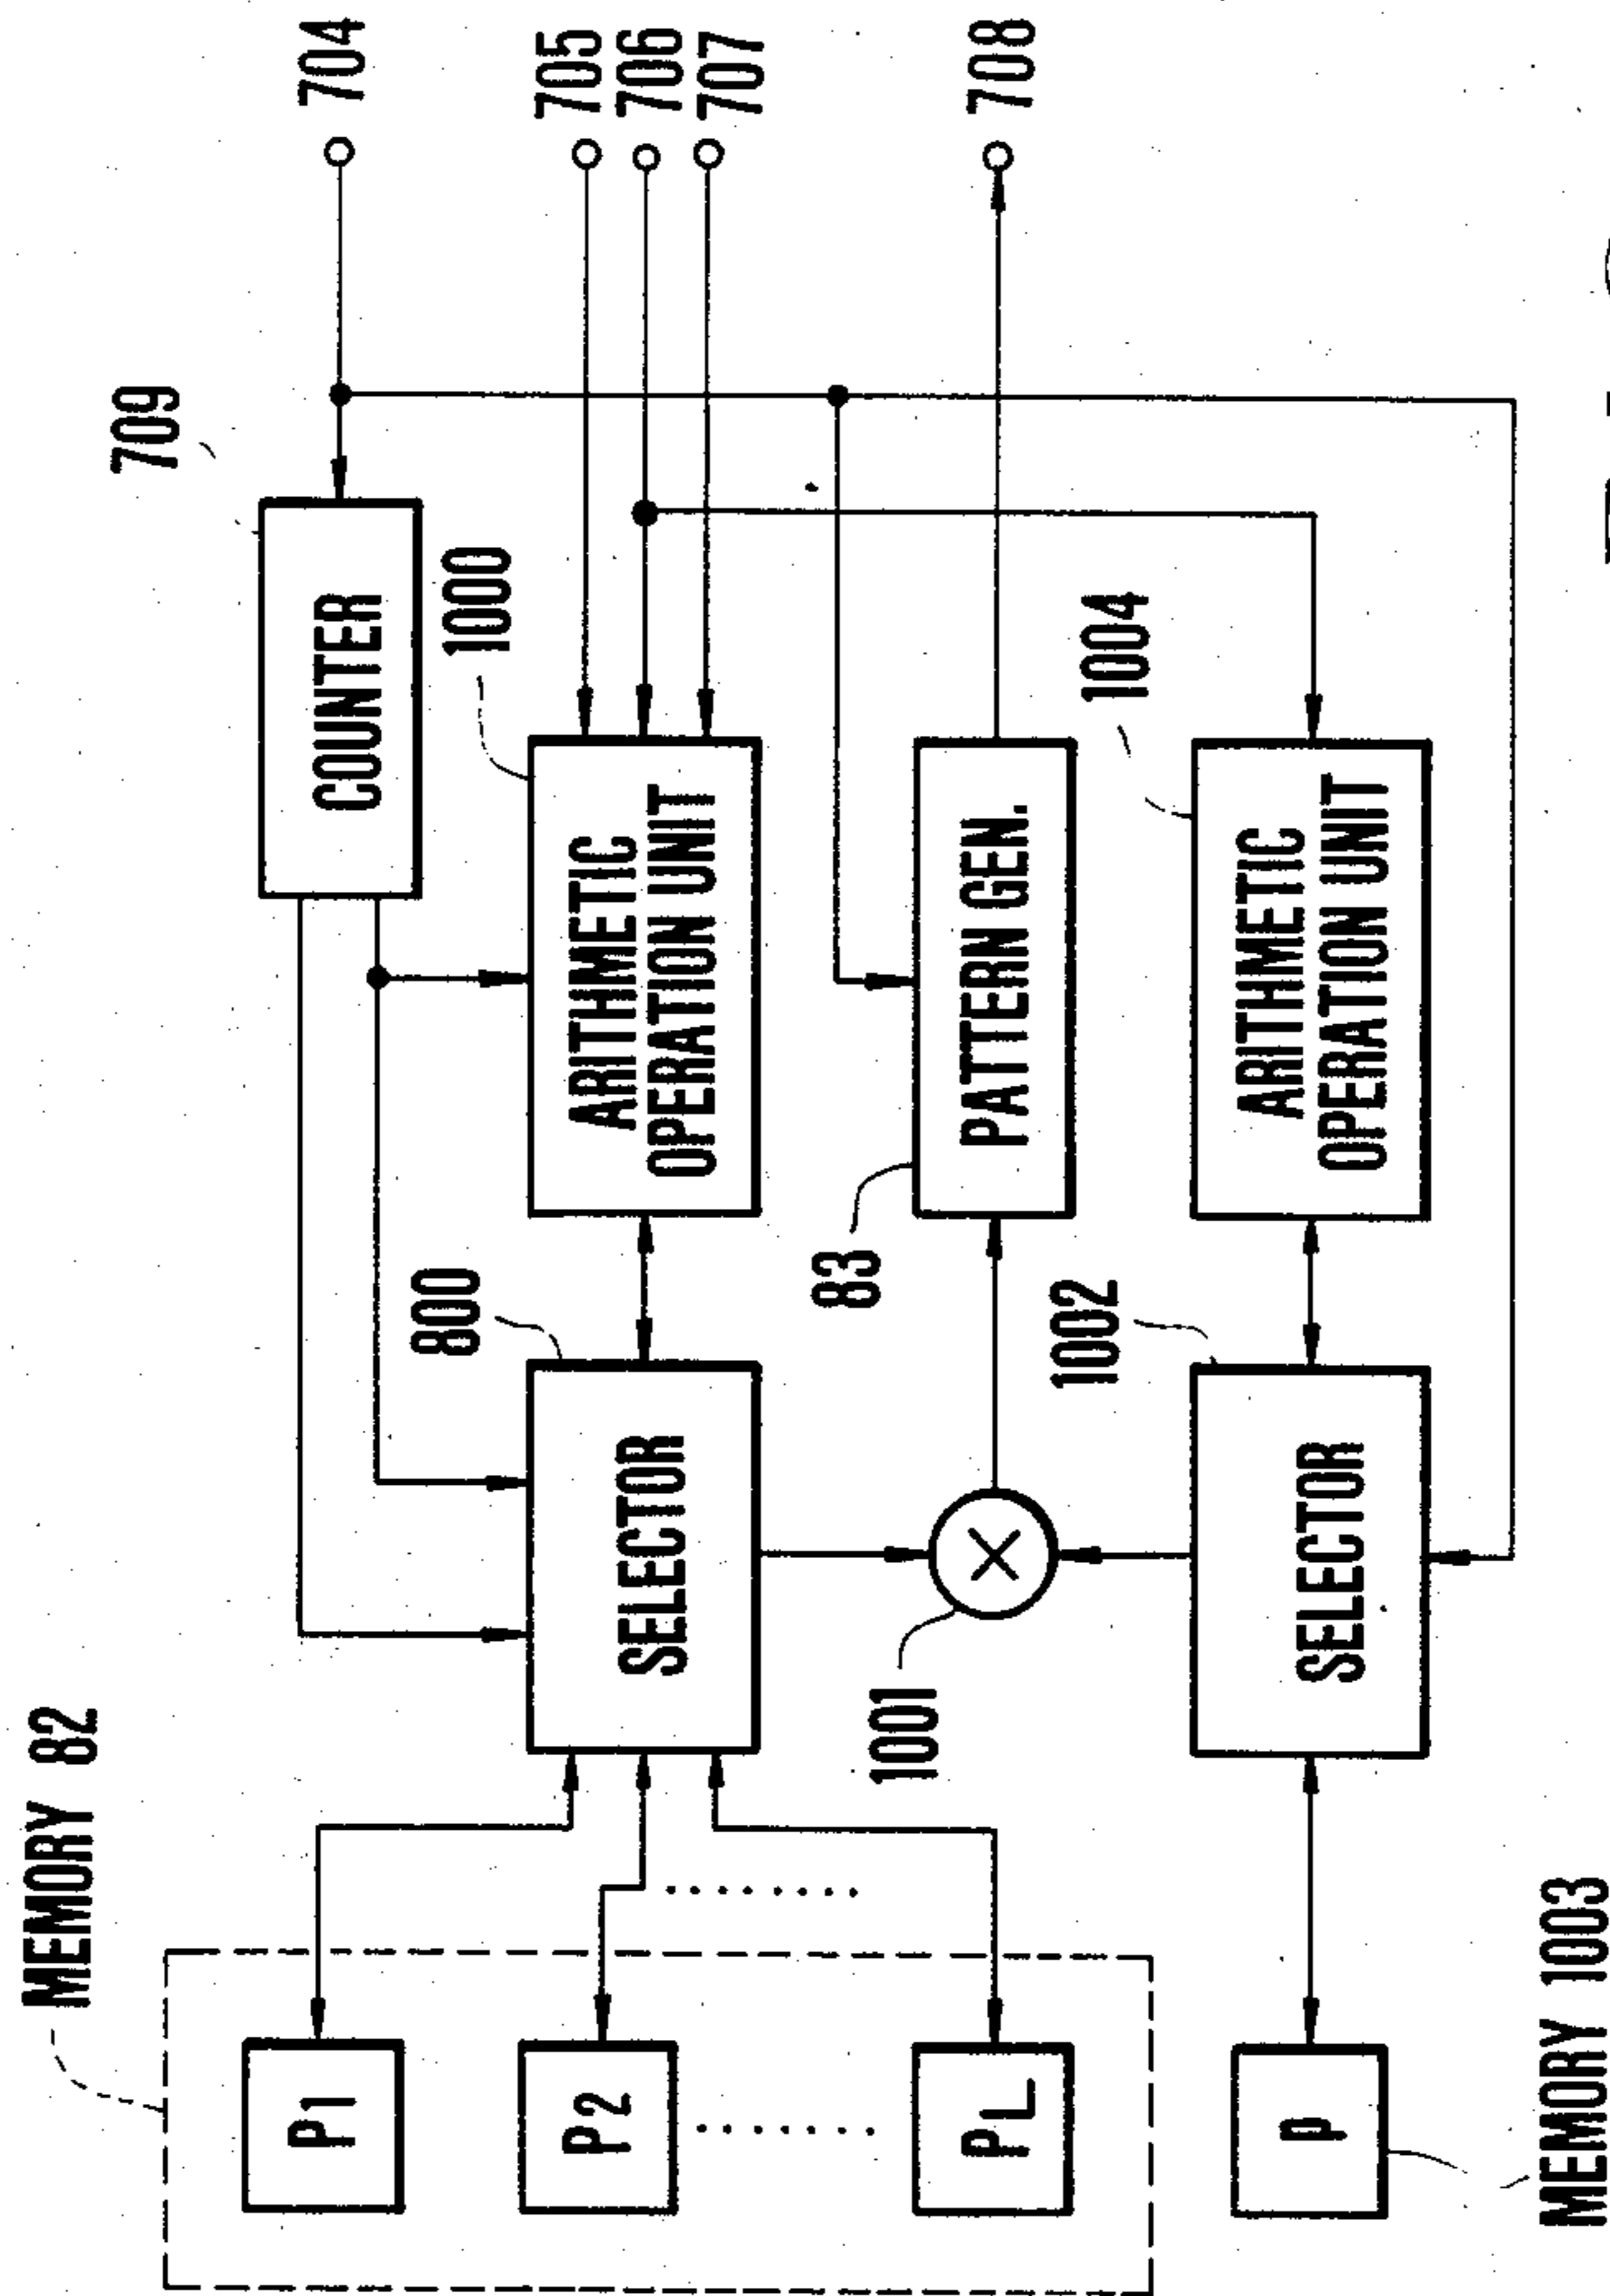 MEMORY 82
709
704
COUNTER
P1
800
1000
705
SELECTOR
ARITHMETIC
OPERATION UNIT
706
707
P2
PL
1001
83
×
PATTERN GEN.
708
1002
1004
P
SELECTOR
ARITHMETIC
OPERATION UNIT
MEMORY 1003